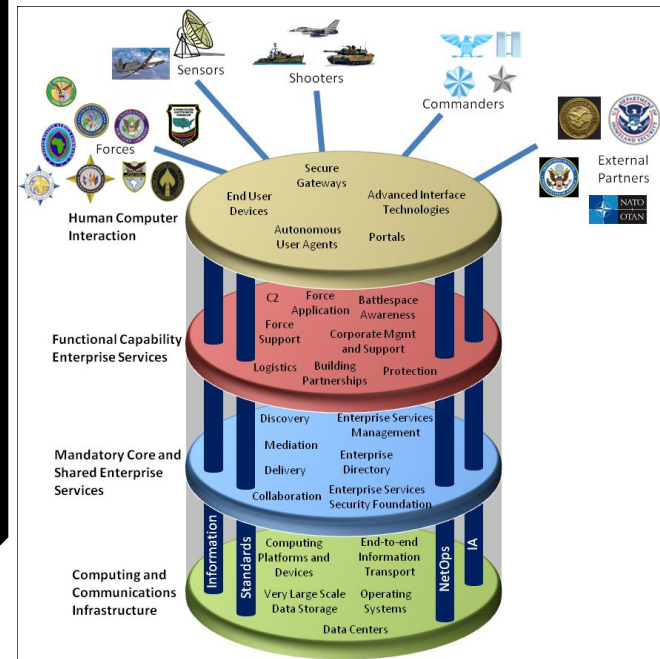 Sensors
Shooters
Commanders
Forces
External
Partners
U.S. DEPARTMENT OF
HOMELAND SECURITY
NATO
OTAN
Human Computer
Interaction
Secure
Gateways
End User
Devices
Advanced Interface
Technologies
Autonomous
User Agents
Portals
Functional Capability
Enterprise Services
C2
Force
Application
Battlespace
Awareness
Force
Support
Corporate Mgmt
and Support
Logistics
Building
Partnerships
Protection
Mandatory Core and
Shared Enterprise
Services
Discovery
Enterprise Services
Management
Mediation
Enterprise
Directory
Delivery
Collaboration
Enterprise Services
Security Foundation
Computing and
Communications
Infrastructure
Information
Standards
NetOps
IA
Computing
Platforms and
Devices
End-to-end
Information
Transport
Very Large Scale
Data Storage
Operating
Systems
Data Centers